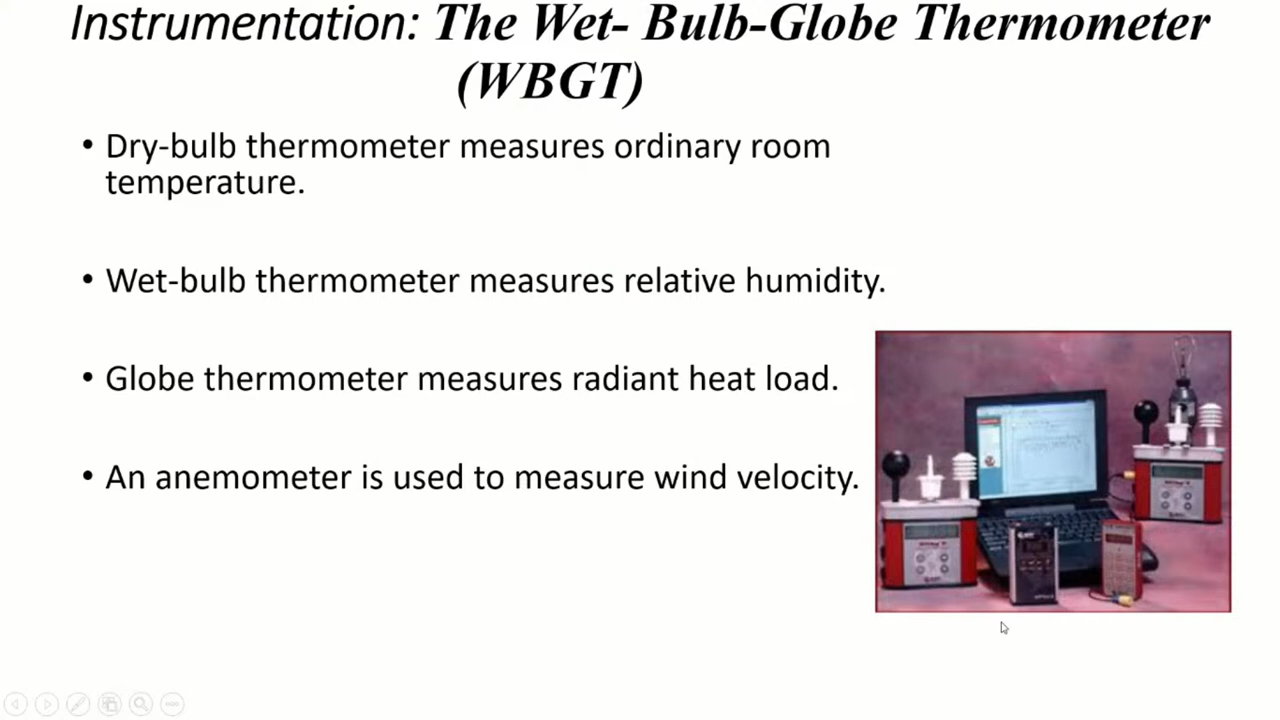 Instrumentation: The Wet- Bulb-Globe Thermometer
(WBGT)
• Dry-bulb thermometer measures ordinary room
temperature.
• Wet-bulb thermometer measures relative humidity.
• Globe thermometer measures radiant heat load.
• An anemometer is used to measure wind velocity.